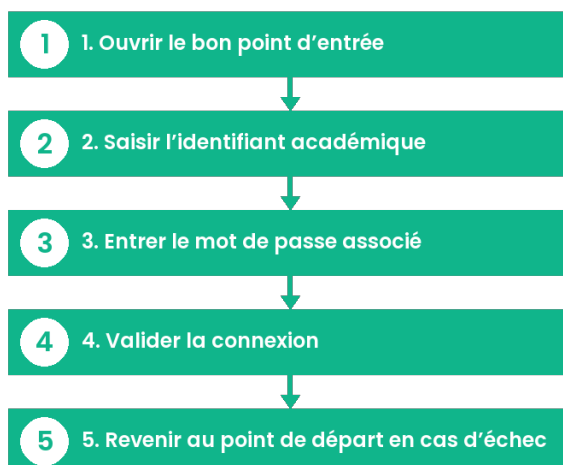 1 1. Ouvrir le bon point d’entrée
2 2. Saisir l’identifiant académique
3 3. Entrer le mot de passe associé
4 4. Valider la connexion
5 5. Revenir au point de départ en cas d’échec